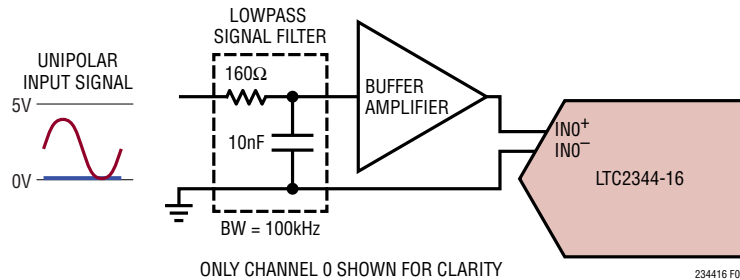 LOWPASS
SIGNAL FILTER
UNIPOLAR
INPUT SIGNAL
160Ω
BUFFER
AMPLIFIER
5V
IN0+
IN0−
10nF
LTC2344-16
0V
BW = 100kHz
ONLY CHANNEL 0 SHOWN FOR CLARITY
234416 F0